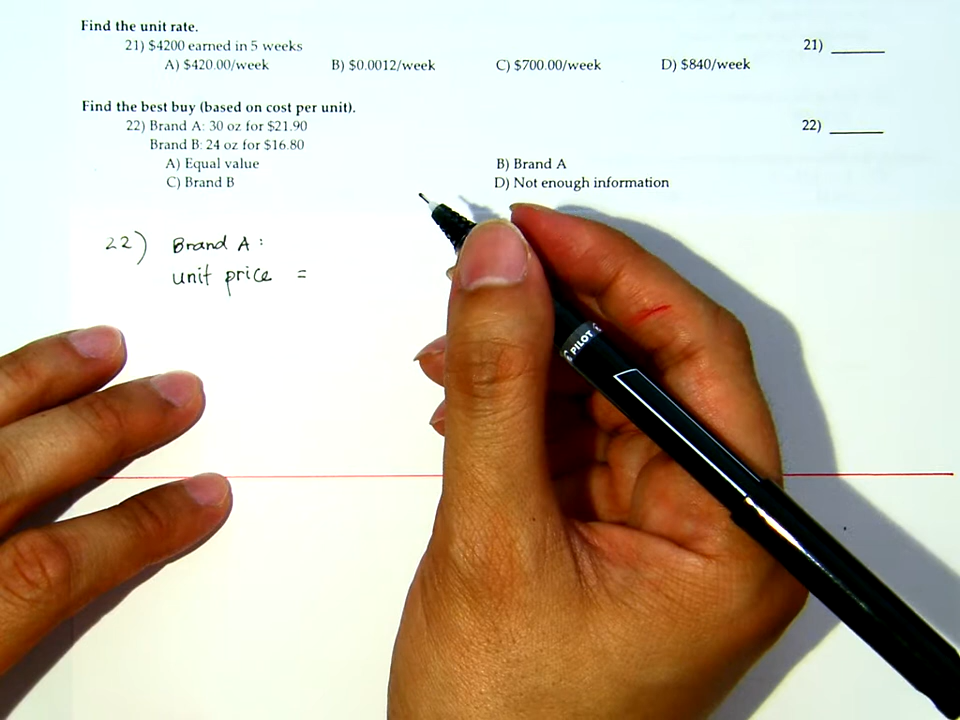 Find the unit rate.
21) $4200 earned in 5 weeks
21) ______
A) $420.00/week B) $0.0012/week C) $700.00/week D) $840/week
Find the best buy (based on cost per unit).
22) Brand A: 30 oz for $21.90
22) ______
Brand B: 24 oz for $16.80
A) Equal value B) Brand A
C) Brand B D) Not enough information
22) Brand A :
unit price =
PILOT